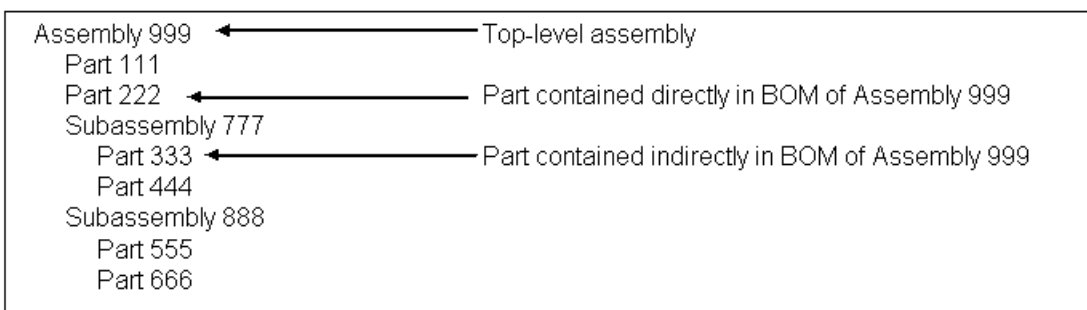 Assembly 999 Top-level assembly
Part 111
Part 222 Part contained directly in BOM of Assembly 999
Subassembly 777
Part 333 Part contained indirectly in BOM of Assembly 999
Part 444
Subassembly 888
Part 555
Part 666